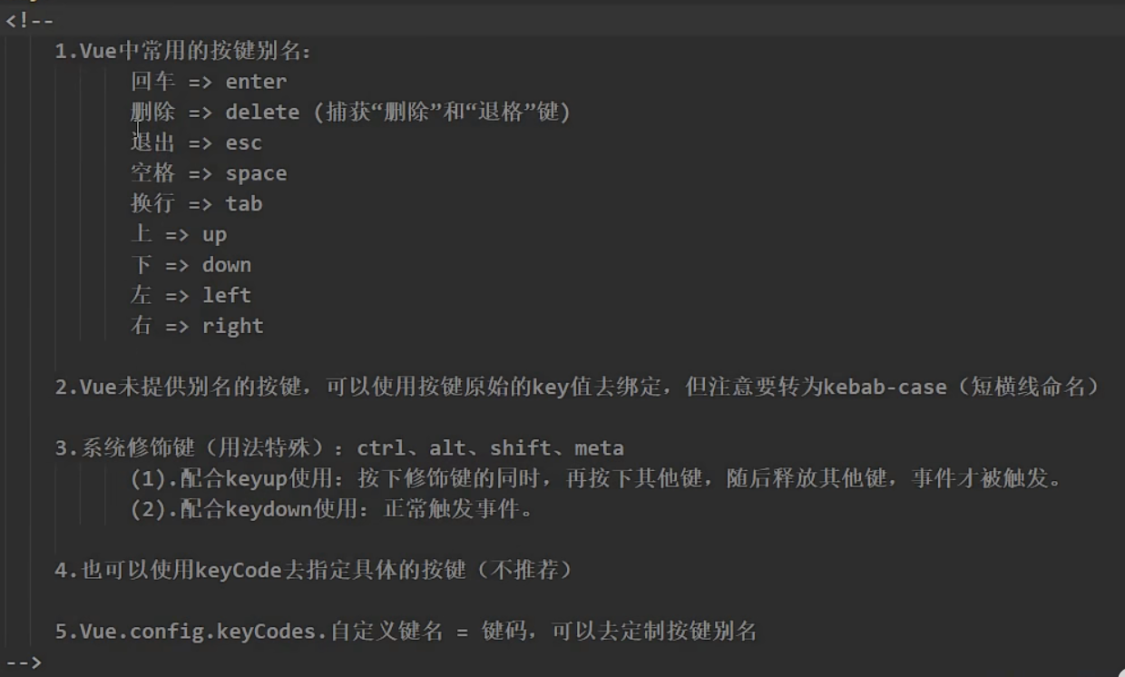 <!--
1.Vue中常用的按键别名:
回车 => enter
删除 => delete (捕获“删除”和“退格”键)
退出 => esc
空格 => space
换行 => tab
上 => up
下 => down
左 => left
右 => right
2.Vue未提供别名的按键，可以使用按键原始的key值去绑定，但注意要转为kebab-case（短横线命名）
3.系统修饰键（用法特殊）：ctrl、alt、shift、meta
(1).配合keyup使用：按下修饰键的同时，再按下其他键，随后释放其他键，事件才被触发。
(2).配合keydown使用：正常触发事件。
4.也可以使用keyCode去指定具体的按键（不推荐）
5.Vue.config.keyCodes.自定义键名 = 键码，可以去定制按键别名
-->